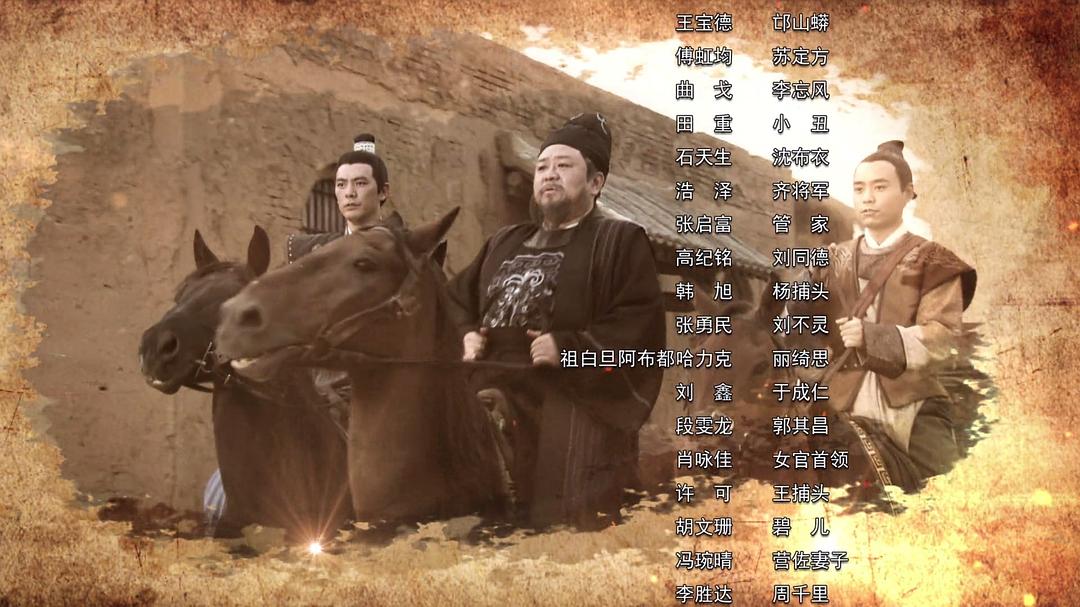 王宝德 邙山蟒
傅虹均 苏定方
曲 戈 李忘风
田 重 小 丑
石天生 沈布衣
浩 泽 齐将军
张启富 管 家
高纪铭 刘同德
韩 旭 杨捕头
张勇民 刘不灵
祖白旦阿布都哈力克 丽绮思
刘 鑫 于成仁
段雯龙 郭其昌
肖咏佳 女官首领
许 可 王捕头
胡文珊 碧 儿
冯琬晴 营佐妻子
李胜达 周千里